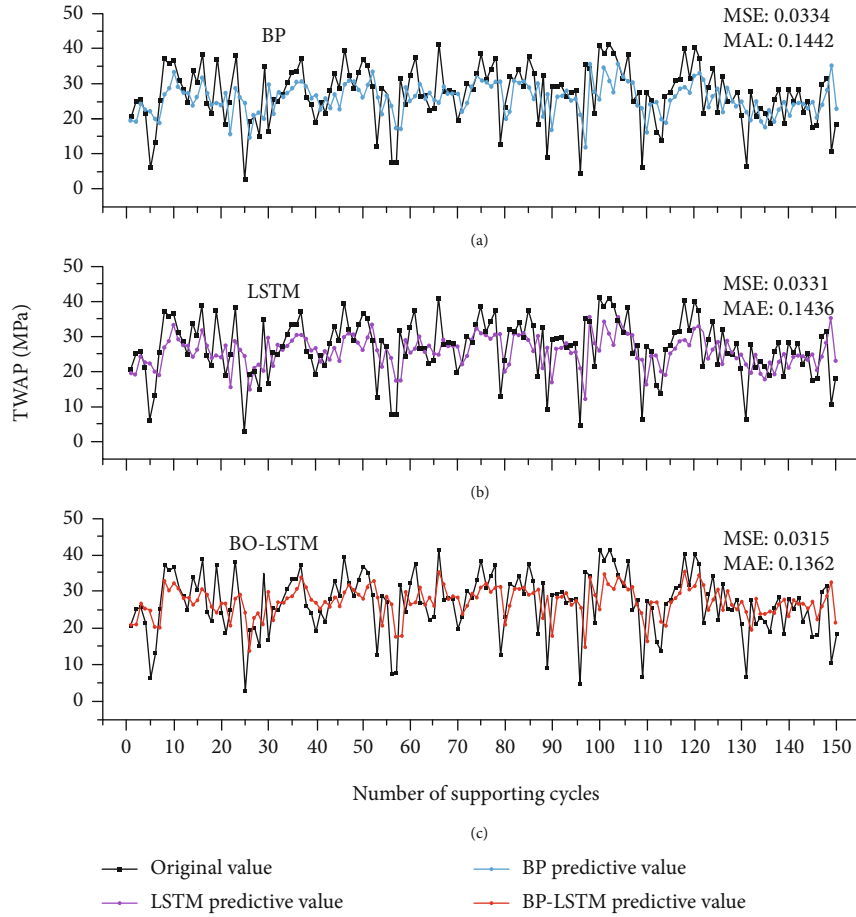 50
40
30
20
10
0
BP
MSE: 0.0334
MAL: 0.1442
(a)
TWAP (MPa)
50
40
30
20
10
0
LSTM
MSE: 0.0331
MAE: 0.1436
(b)
50
40
30
20
10
0
BO-LSTM
MSE: 0.0315
MAE: 0.1362
0 10 20 30 40 50 60 70 80 90 100 110 120 130 140 150
Number of supporting cycles
(c)
Original value
BP predictive value
LSTM predictive value
BP-LSTM predictive value